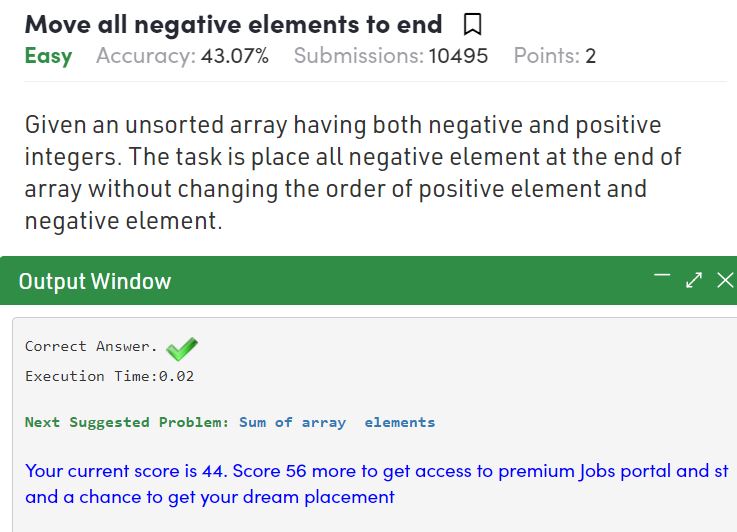 Move all negative elements to end
Easy Accuracy: 43.07% Submissions: 10495 Points: 2
Given an unsorted array having both negative and positive
integers. The task is place all negative element at the end of
array without changing the order of positive element and
negative element.
Output Window
Correct Answer.
Execution Time:0.02
Next Suggested Problem: Sum of array elements
Your current score is 44. Score 56 more to get access to premium Jobs portal and st
and a chance to get your dream placement